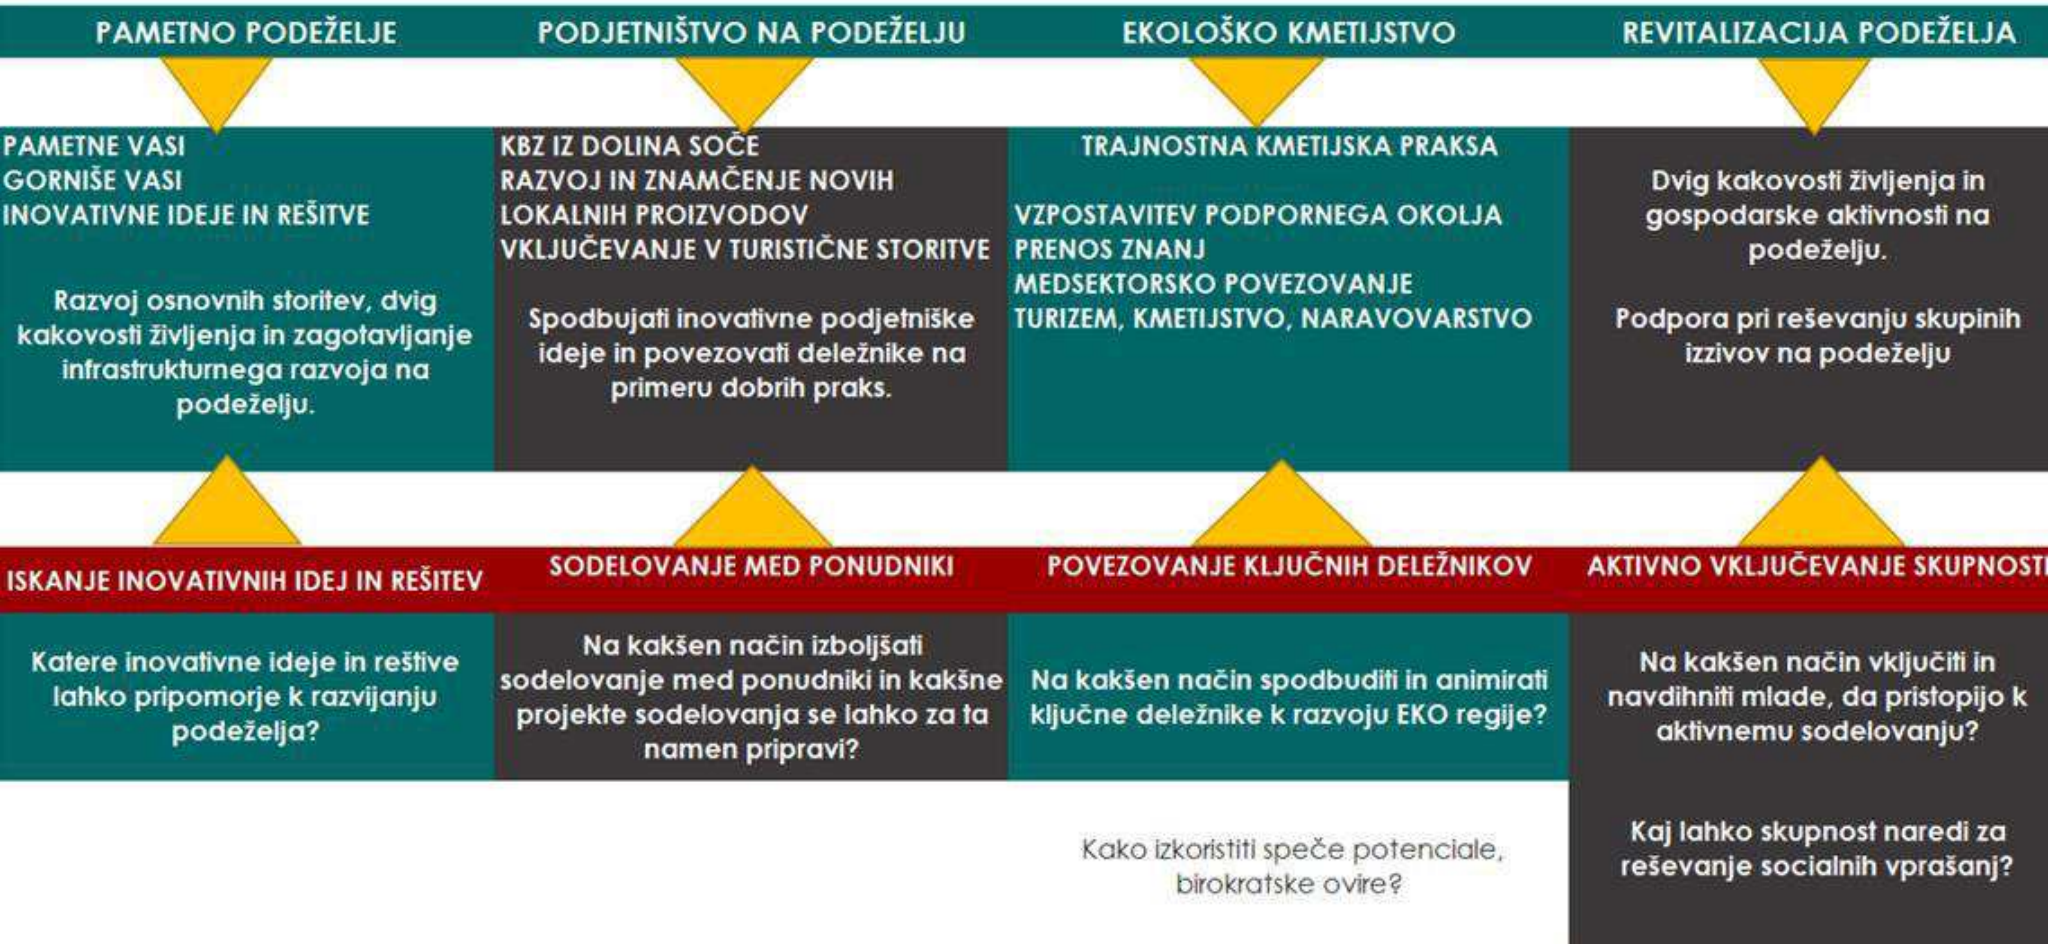 PAMETNO PODEŽELJE
PODJETNIŠTVO NA PODEŽELJU
EKOLOŠKO KMETIJSTVO
REVITALIZACIJA PODEŽELJA
PAMETNE VASI
GORNIŠE VASI
INOVATIVNE IDEJE IN REŠITVE
Razvoj osnovnih storitev, dvig
kakovosti življenja in zagotavljanje
infrastrukturnega razvoja na
podeželju.
KBZ IZ DOLINA SOČE
RAZVOJ IN ZNAMČENJE NOVIH
LOKALNIH PROIZVODOV
VKLJUČEVANJE V TURISTIČNE STORITVE
Spodbujati inovativne podjetniške
ideje in povezovati deležnike na
primeru dobrih praks.
TRAJNOSTNA KMETIJSKA PRAKSA
VZPOSTAVITEV PODPORNEGA OKOLJA
PRENOS ZNANJ
MEDSEKTORSKO POVEZOVANJE
TURIZEM, KMETIJSTVO, NARAVOVARSTVO
Dvig kakovosti življenja in
gospodarske aktivnosti na
podeželju.
Podpora pri reševanju skupinih
izzivov na podeželju
ISKANJE INOVATIVNIH IDEJ IN REŠITEV
SODELOVANJE MED PONUDNIKI
POVEZOVANJE KLJUČNIH DELEŽNIKOV
AKTIVNO VKLJUČEVANJE SKUPNOSTI
Katere inovativne ideje in reštive
lahko pripomorje k razvijanju
podeželja?
Na kakšen način izboljšati
sodelovanje med ponudniki in kakšne
projekte sodelovanja se lahko za ta
namen pripravi?
Na kakšen način spodbuditi in animirati
ključne deležnike k razvoju EKO regije?
Kako izkoristiti speče potenciale,
birokratske ovire?
Na kakšen način vključiti in
navdihniti mlade, da pristopijo k
aktivnemu sodelovanju?
Kaj lahko skupnost naredi za
reševanje socialnih vprašanj?